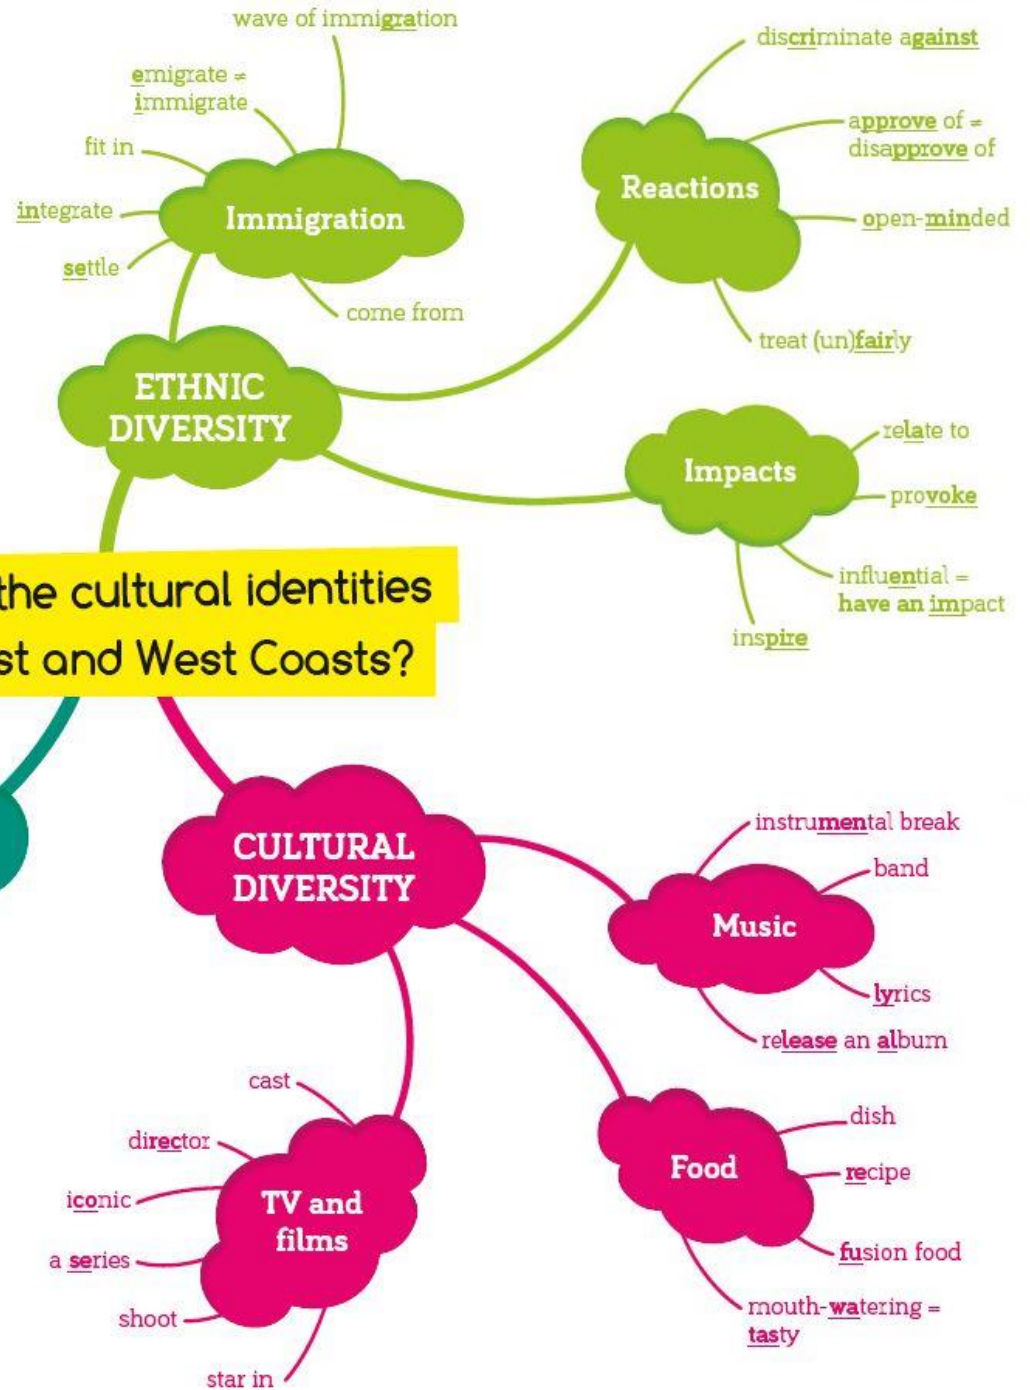 wave of immigration
emigrate ≠
immigrate
fit in
integrate
settle
Immigration
come from
discriminate against
approve of ≠
disapprove of
Reactions
open-minded
treat (un)fairly
ETHNIC
DIVERSITY
Impacts
relate to
provoke
influential =
have an impact
inspire
the cultural identities
st and West Coasts?
CULTURAL
DIVERSITY
instrumental break
band
Music
lyrics
release an album
cast
director
iconic
a series
shoot
star in
TV and
films
Food
dish
recipe
fusion food
mouth-watering =
tasty